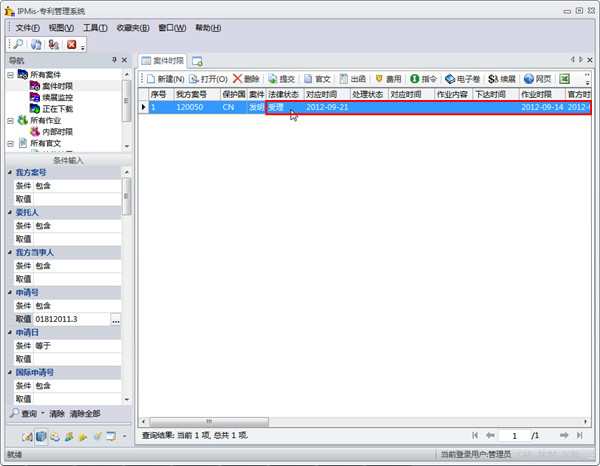 IPMis-专利管理系统
文件(F) 视图(V) 工具(T) 收藏夹(B) 窗口(W) 帮助(H)
导航
案件时限
所有案件
案件时限
续展监控
正在下载
所有作业
内部时限
所有官文
新建(N) 打开(O) 删除 提交 官文 出函 费用 指令 电子卷 续展 网页
序号 我方案号 保护国 案件 法律状态 对应时间 处理状态 对应时间 作业内容 下达时间 作业时限 官方时
1 120050 CN 发明 受理 2012-09-21 2012-09-14 2012-
条件输入
我方案号
条件 包含
取值
委托人
条件 包含
取值
我方当事人
条件 包含
取值
申请号
条件 包含
取值 01812011.3 ...
申请日
条件 等于
取值
国际申请号
条件 包含
取值
查询 清除 清除全部
查询结果: 当前 1 项, 总共 1 项.
1 /1
就绪
当前登录用户:管理员 CAP NUM SCRL